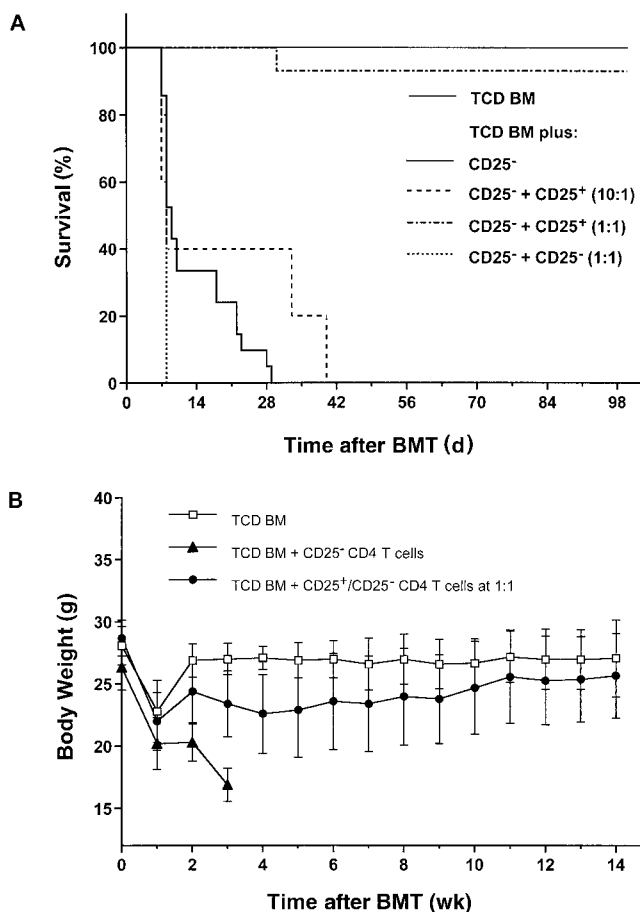 A
100
80
60
40
20
0
Survival (%)
TCD BM
TCD BM plus:
CD25⁻
CD25⁻ + CD25⁺ (10:1)
CD25⁻ + CD25⁺ (1:1)
CD25⁻ + CD25⁻ (1:1)
0 14 28 42 56 70 84 98
Time after BMT (d)
B
40
35
30
25
20
15
Body Weight (g)
TCD BM
TCD BM + CD25⁻ CD4 T cells
TCD BM + CD25⁺/CD25⁻ CD4 T cells at 1:1
0 2 4 6 8 10 12 14
Time after BMT (wk)